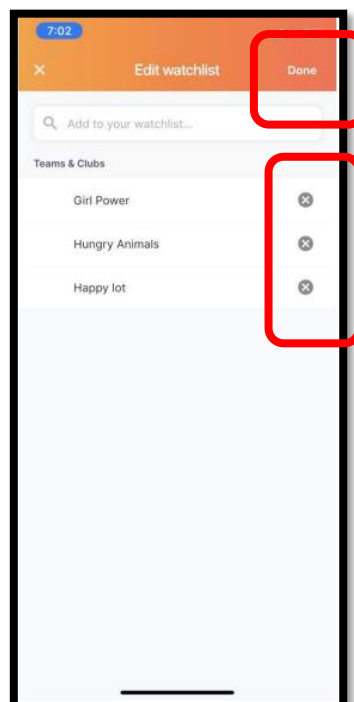 7:02
Edit watchlist
Done
Add to your watchlist...
Teams & Clubs
Girl Power
Hungry Animals
Happy lot